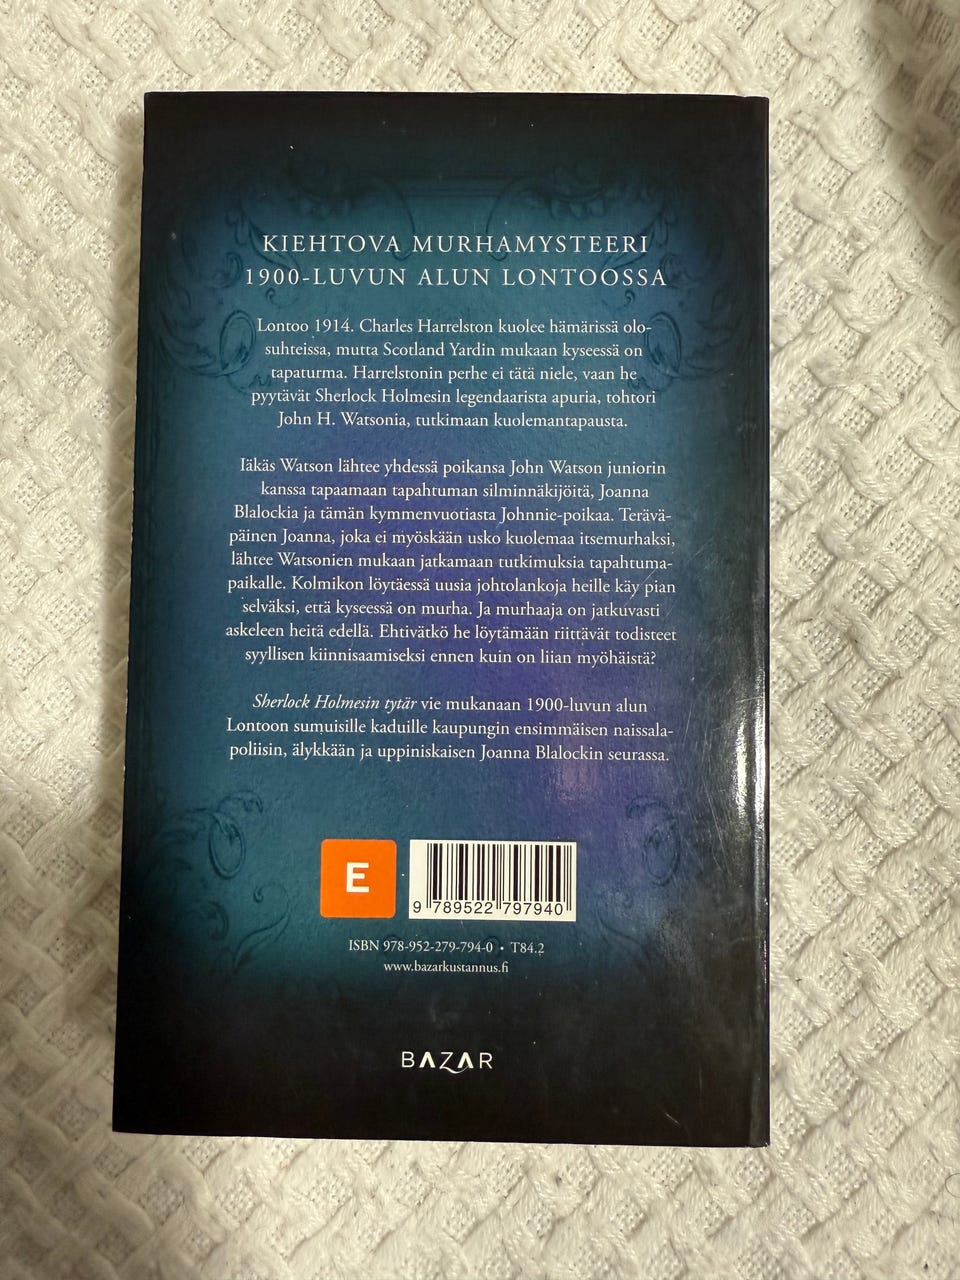 KIEHTOVA MURHAMYSTEERI
1900-LUVUN ALUN LONTOOSSA
Lontoo 1914. Charles Harrelston kuolee hämärissä olo-
suhteissa, mutta Scotland Yardin mukaan kyseessä on
tapaturma. Harrelstonin perhe ei tätä niele, vaan he
pyytävät Sherlock Holmesin legendaarista apuria, tohtori
John H. Watsonia, tutkimaan kuolemantapausta.
Iäkäs Watson lähtee yhdessä poikansa John Watson juniorin
kanssa tapaamaan tapahtuman silminnäkijöitä, Joanna
Blalockia ja tämän kymmenvuotiasta Johnnie-poikaa. Terävä-
päinen Joanna, joka ei myöskään usko kuolemaa itsemurhaksi,
lähtee Watsonien mukaan jatkamaan tutkimuksia tapahtuma-
paikalle. Kolmikon löytäessä uusia johtolankoja heille käy pian
selväksi, että kyseessä on murha. Ja murhaaja on jatkuvasti
askeleen heitä edellä. Ehtivätkö he löytämään riittävät todisteet
syyllisen kiinnisaamiseksi ennen kuin on liian myöhäistä?
Sherlock Holmesin tytär vie mukanaan 1900-luvun alun
Lontoon sumuisille kaduille kaupungin ensimmäisen naissala-
poliisin, älykkään ja uppiniskaisen Joanna Blalockin seurassa.
E
9 789522 797940
ISBN 978-952-279-794-0 • T84.2
www.bazarkustannus.fi
BAZAR